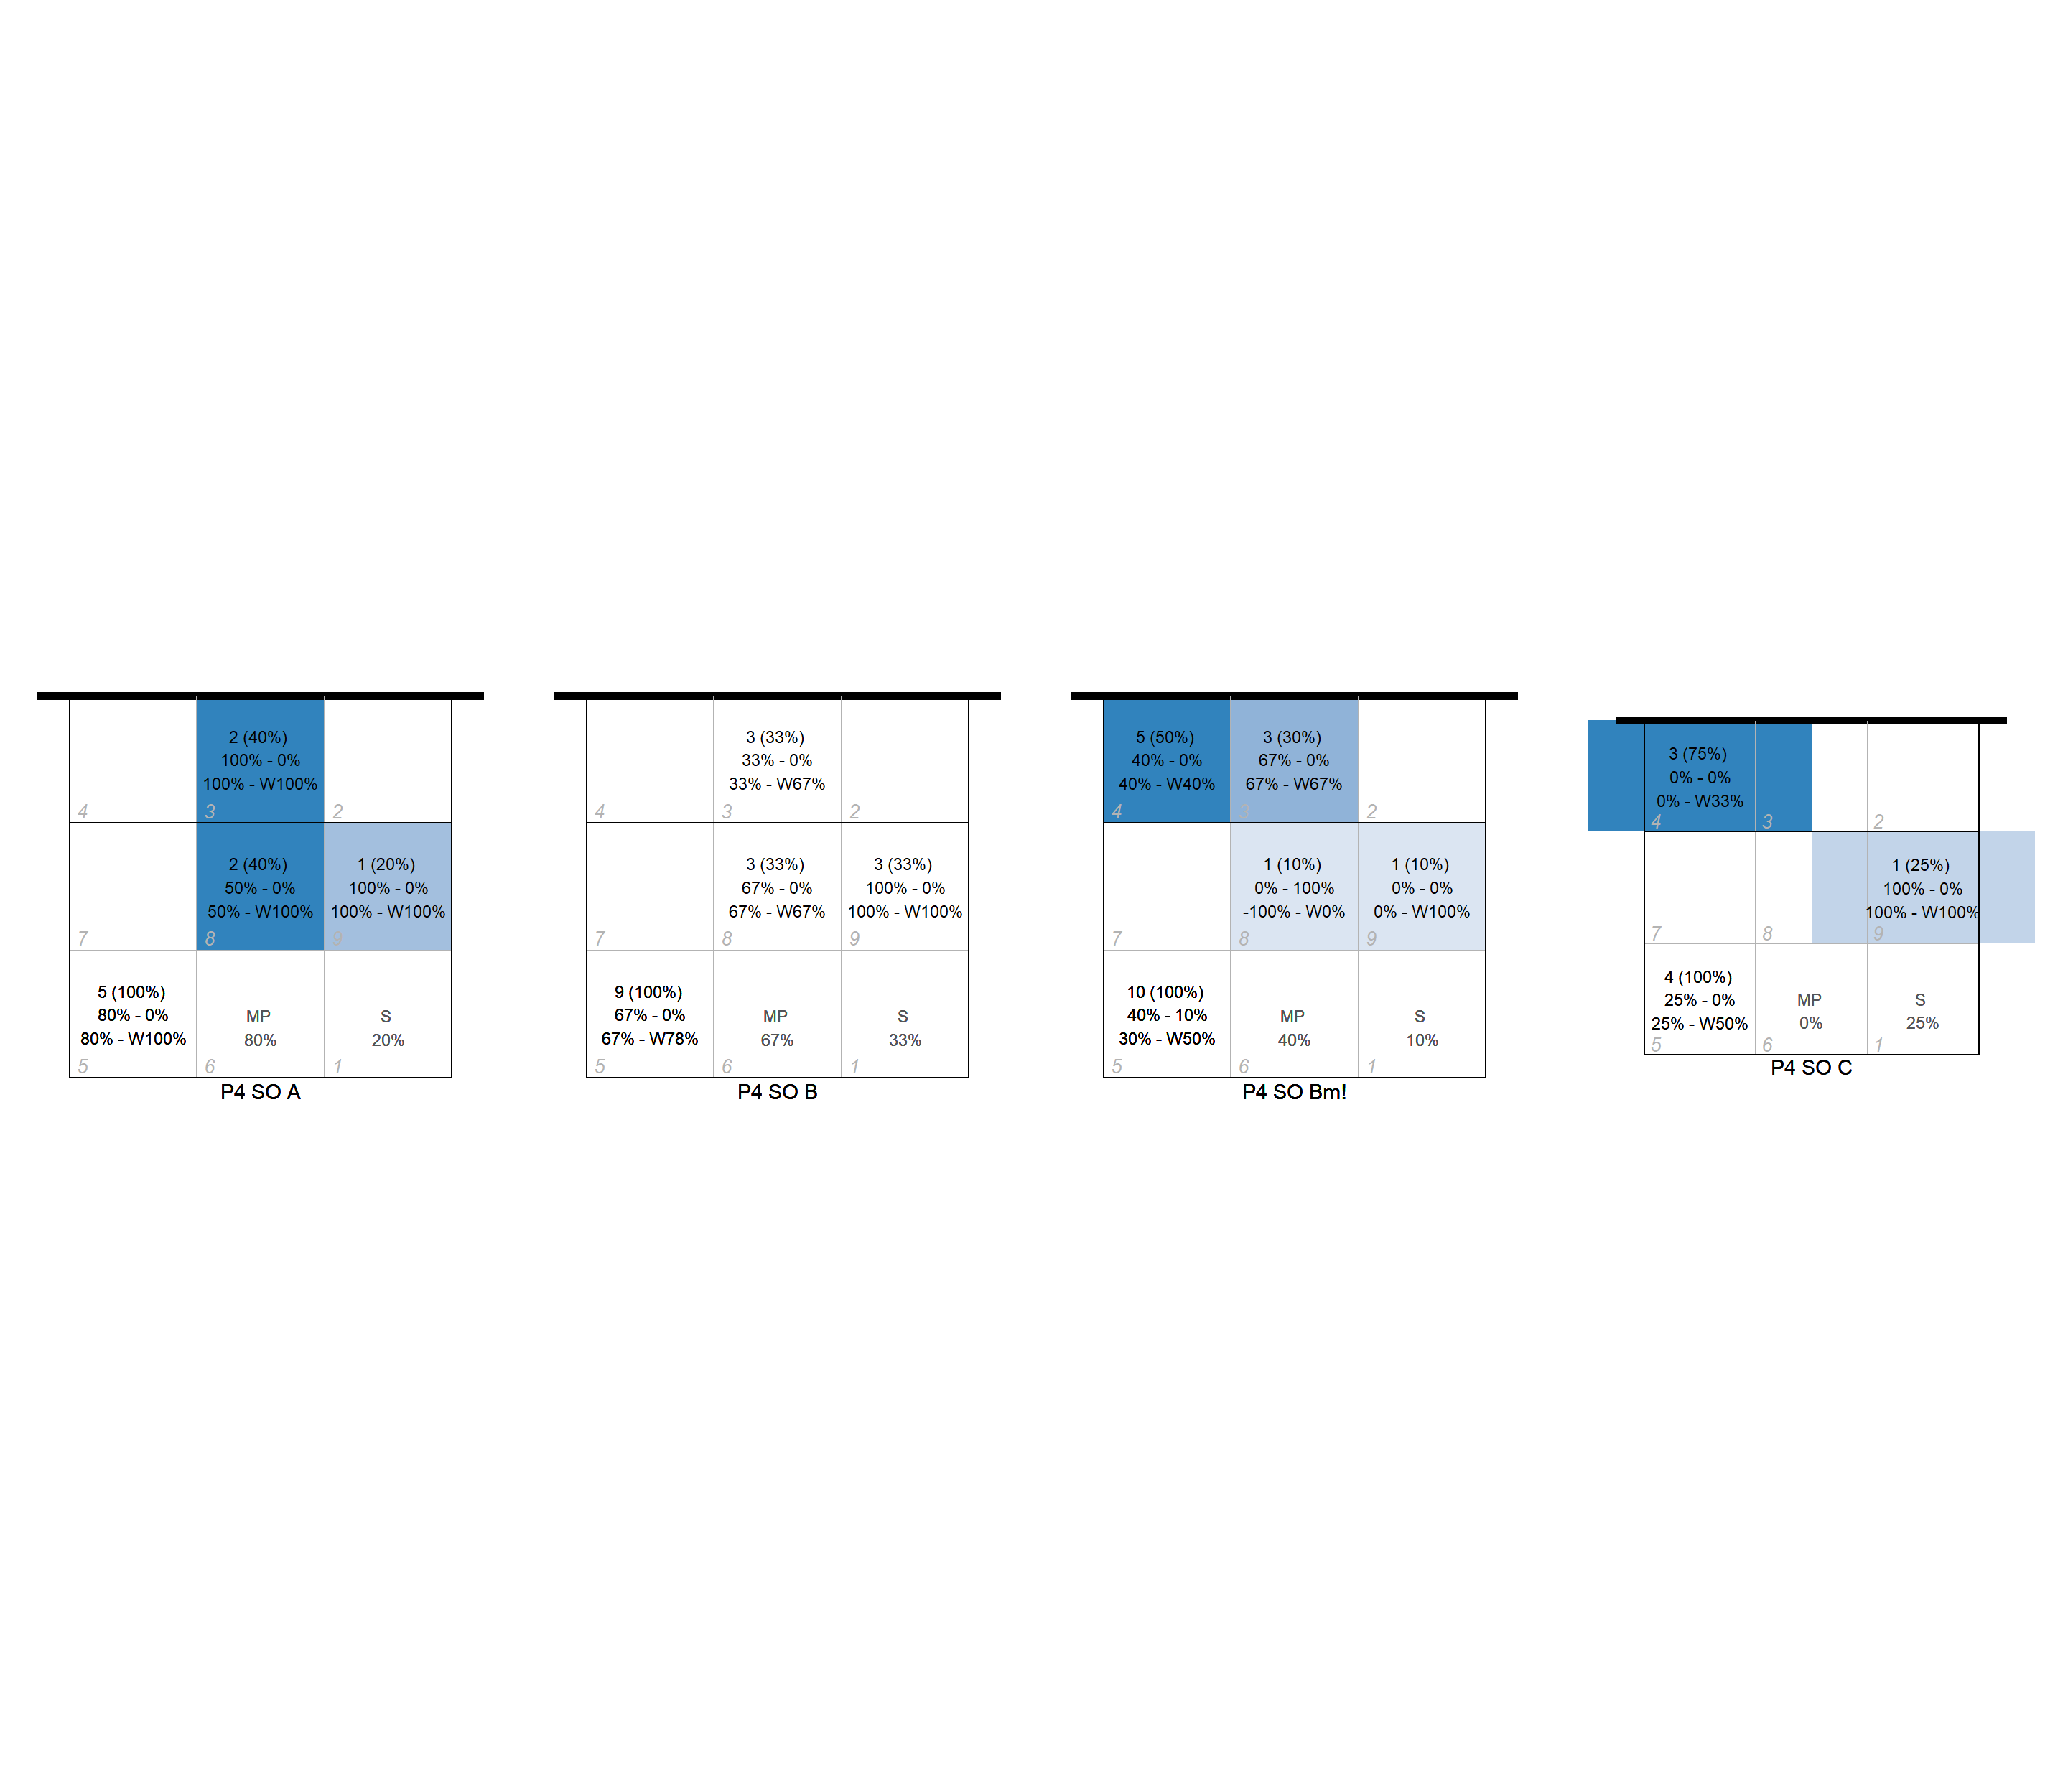 2 (40%)
100% - 0%
100% - W100%
4
3
2
2 (40%)
50% - 0%
50% - W100%
1 (20%)
100% - 0%
100% - W100%
7
8
9
5 (100%)
80% - 0%
80% - W100%
MP
80%
S
20%
5
6
1
P4 SO A
3 (33%)
33% - 0%
33% - W67%
4
3
2
3 (33%)
67% - 0%
67% - W67%
3 (33%)
100% - 0%
100% - W100%
7
8
9
9 (100%)
67% - 0%
67% - W78%
MP
67%
S
33%
5
6
1
P4 SO B
5 (50%)
40% - 0%
40% - W40%
3 (30%)
67% - 0%
67% - W67%
4
3
2
1 (10%)
0% - 100%
-100% - W0%
1 (10%)
0% - 0%
0% - W100%
7
8
9
10 (100%)
40% - 10%
30% - W50%
MP
40%
S
10%
5
6
1
P4 SO Bm!
3 (75%)
0% - 0%
0% - W33%
4
3
2
1 (25%)
100% - 0%
100% - W100%
7
8
9
4 (100%)
25% - 0%
25% - W50%
MP
0%
S
25%
5
6
1
P4 SO C